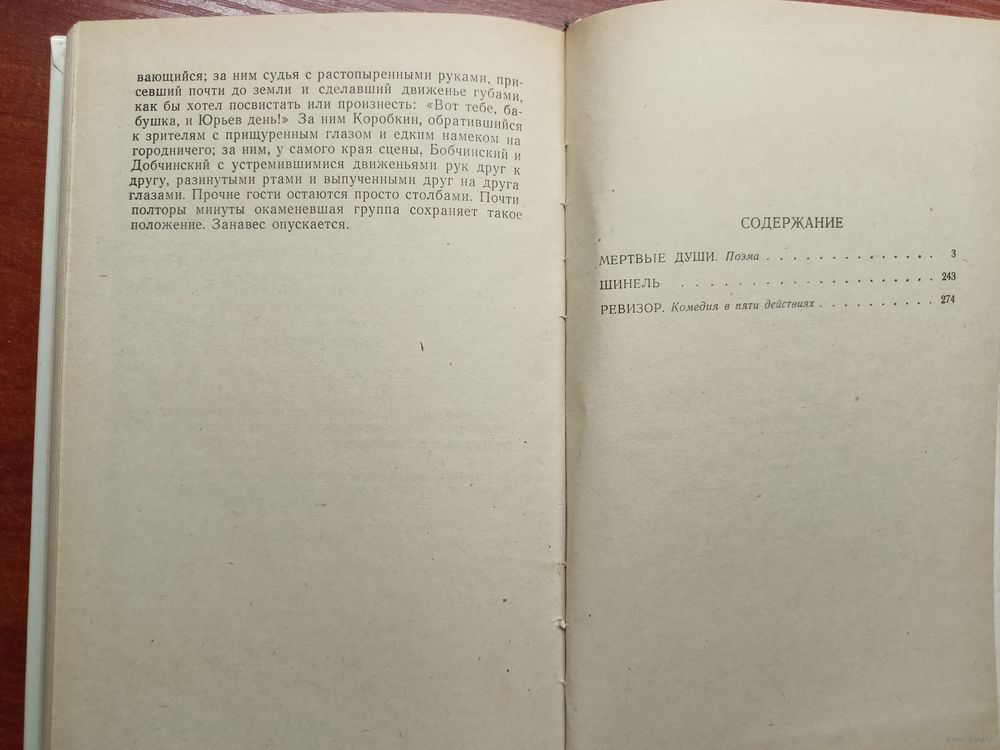 вающийся; за ним судья с растопыренными руками, при-
севший почти до земли и сделавший движенье губами,
как бы хотел посвистать или произнесть: «Вот тебе, ба-
бушка, и Юрьев день!» За ним Коробкин, обратившийся
к зрителям с прищуренным глазом и едким намеком на
городничего; за ним, у самого края сцены, Бобчинский и
Добчинский с устремившимися движеньями рук друг к
другу, разинутыми ртами и выпученными друг на друга
глазами. Прочие гости остаются просто столбами. Почти
полторы минуты окаменевшая группа сохраняет такое
положение. Занавес опускается.
СОДЕРЖАНИЕ
МЕРТВЫЕ ДУШИ. Поэма . . . . . . . . . . . . . . 3
ШИНЕЛЬ . . . . . . . . . . . . . . . . . . . . 243
РЕВИЗОР. Комедия в пяти действиях . . . . . . . . . 274